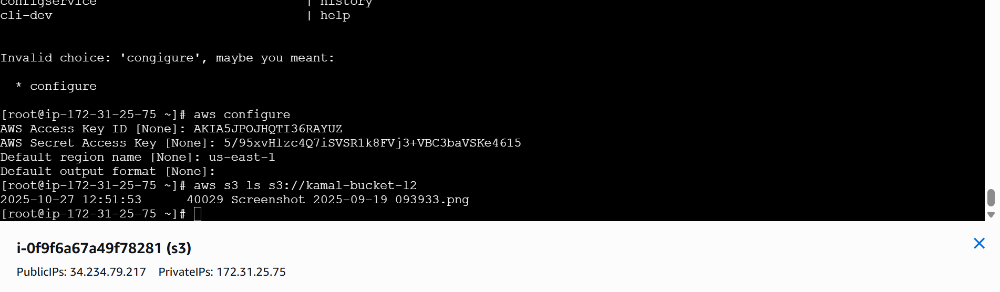 configservice | history
cli-dev | help
Invalid choice: 'congigure', maybe you meant:
* configure
[root@ip-172-31-25-75 ~]# aws configure
AWS Access Key ID [None]: AKIA5JPOJHQTI36RAYUZ
AWS Secret Access Key [None]: 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
Default region name [None]: us-east-1
Default output format [None]:
[root@ip-172-31-25-75 ~]# aws s3 ls s3://kamal-bucket-12
2025-10-27 12:51:53 40029 Screenshot 2025-09-19 093933.png
[root@ip-172-31-25-75 ~]#
i-0f9f6a67a49f78281 (s3)
PublicIPs: 34.234.79.217 PrivateIPs: 172.31.25.75